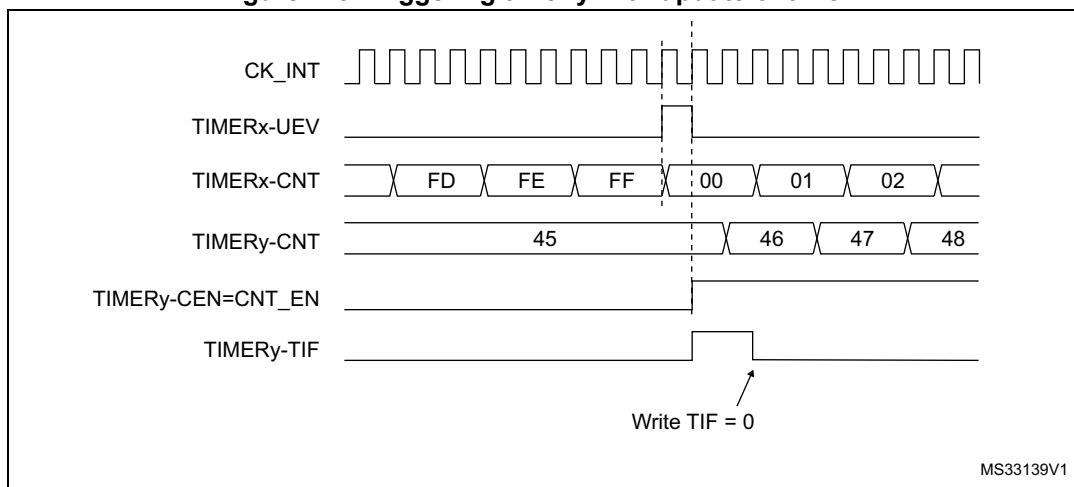 CK_INT
TIMERx-UEV
TIMERx-CNT FD FE FF 00 01 02
TIMERy-CNT 45 46 47 48
TIMERy-CEN=CNT_EN
TIMERy-TIF
Write TIF = 0
MS33139V1